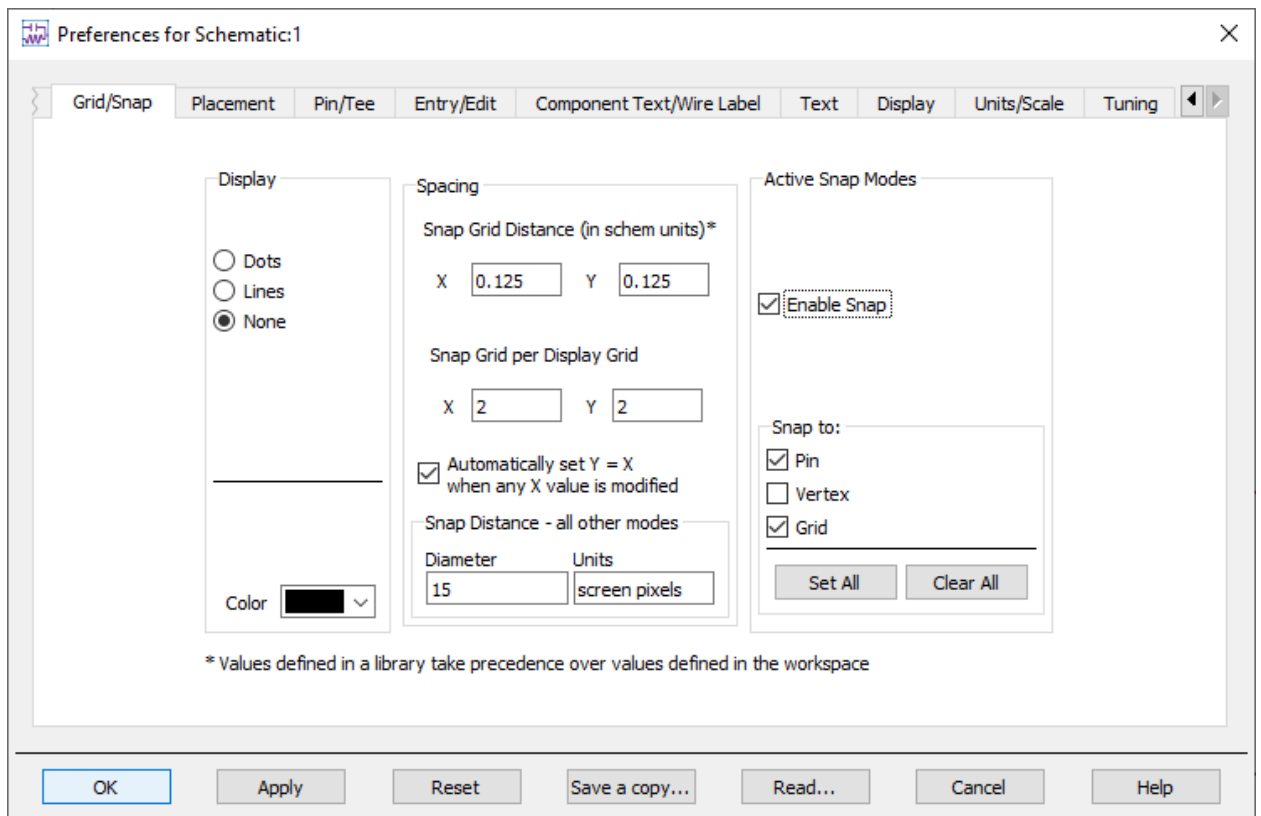 Preferences for Schematic:1
Grid/Snap Placement Pin/Tee Entry/Edit Component Text/Wire Label Text Display Units/Scale Tuning
Display
Dots
Lines
None
Color
Spacing
Snap Grid Distance (in schem units)*
X 0.125 Y 0.125
Snap Grid per Display Grid
X 2 Y 2
Automatically set Y = X
when any X value is modified
Snap Distance - all other modes
Diameter Units
15 screen pixels
Active Snap Modes
Enable Snap
Snap to:
Pin
Vertex
Grid
Set All Clear All
* Values defined in a library take precedence over values defined in the workspace
OK Apply Reset Save a copy... Read... Cancel Help